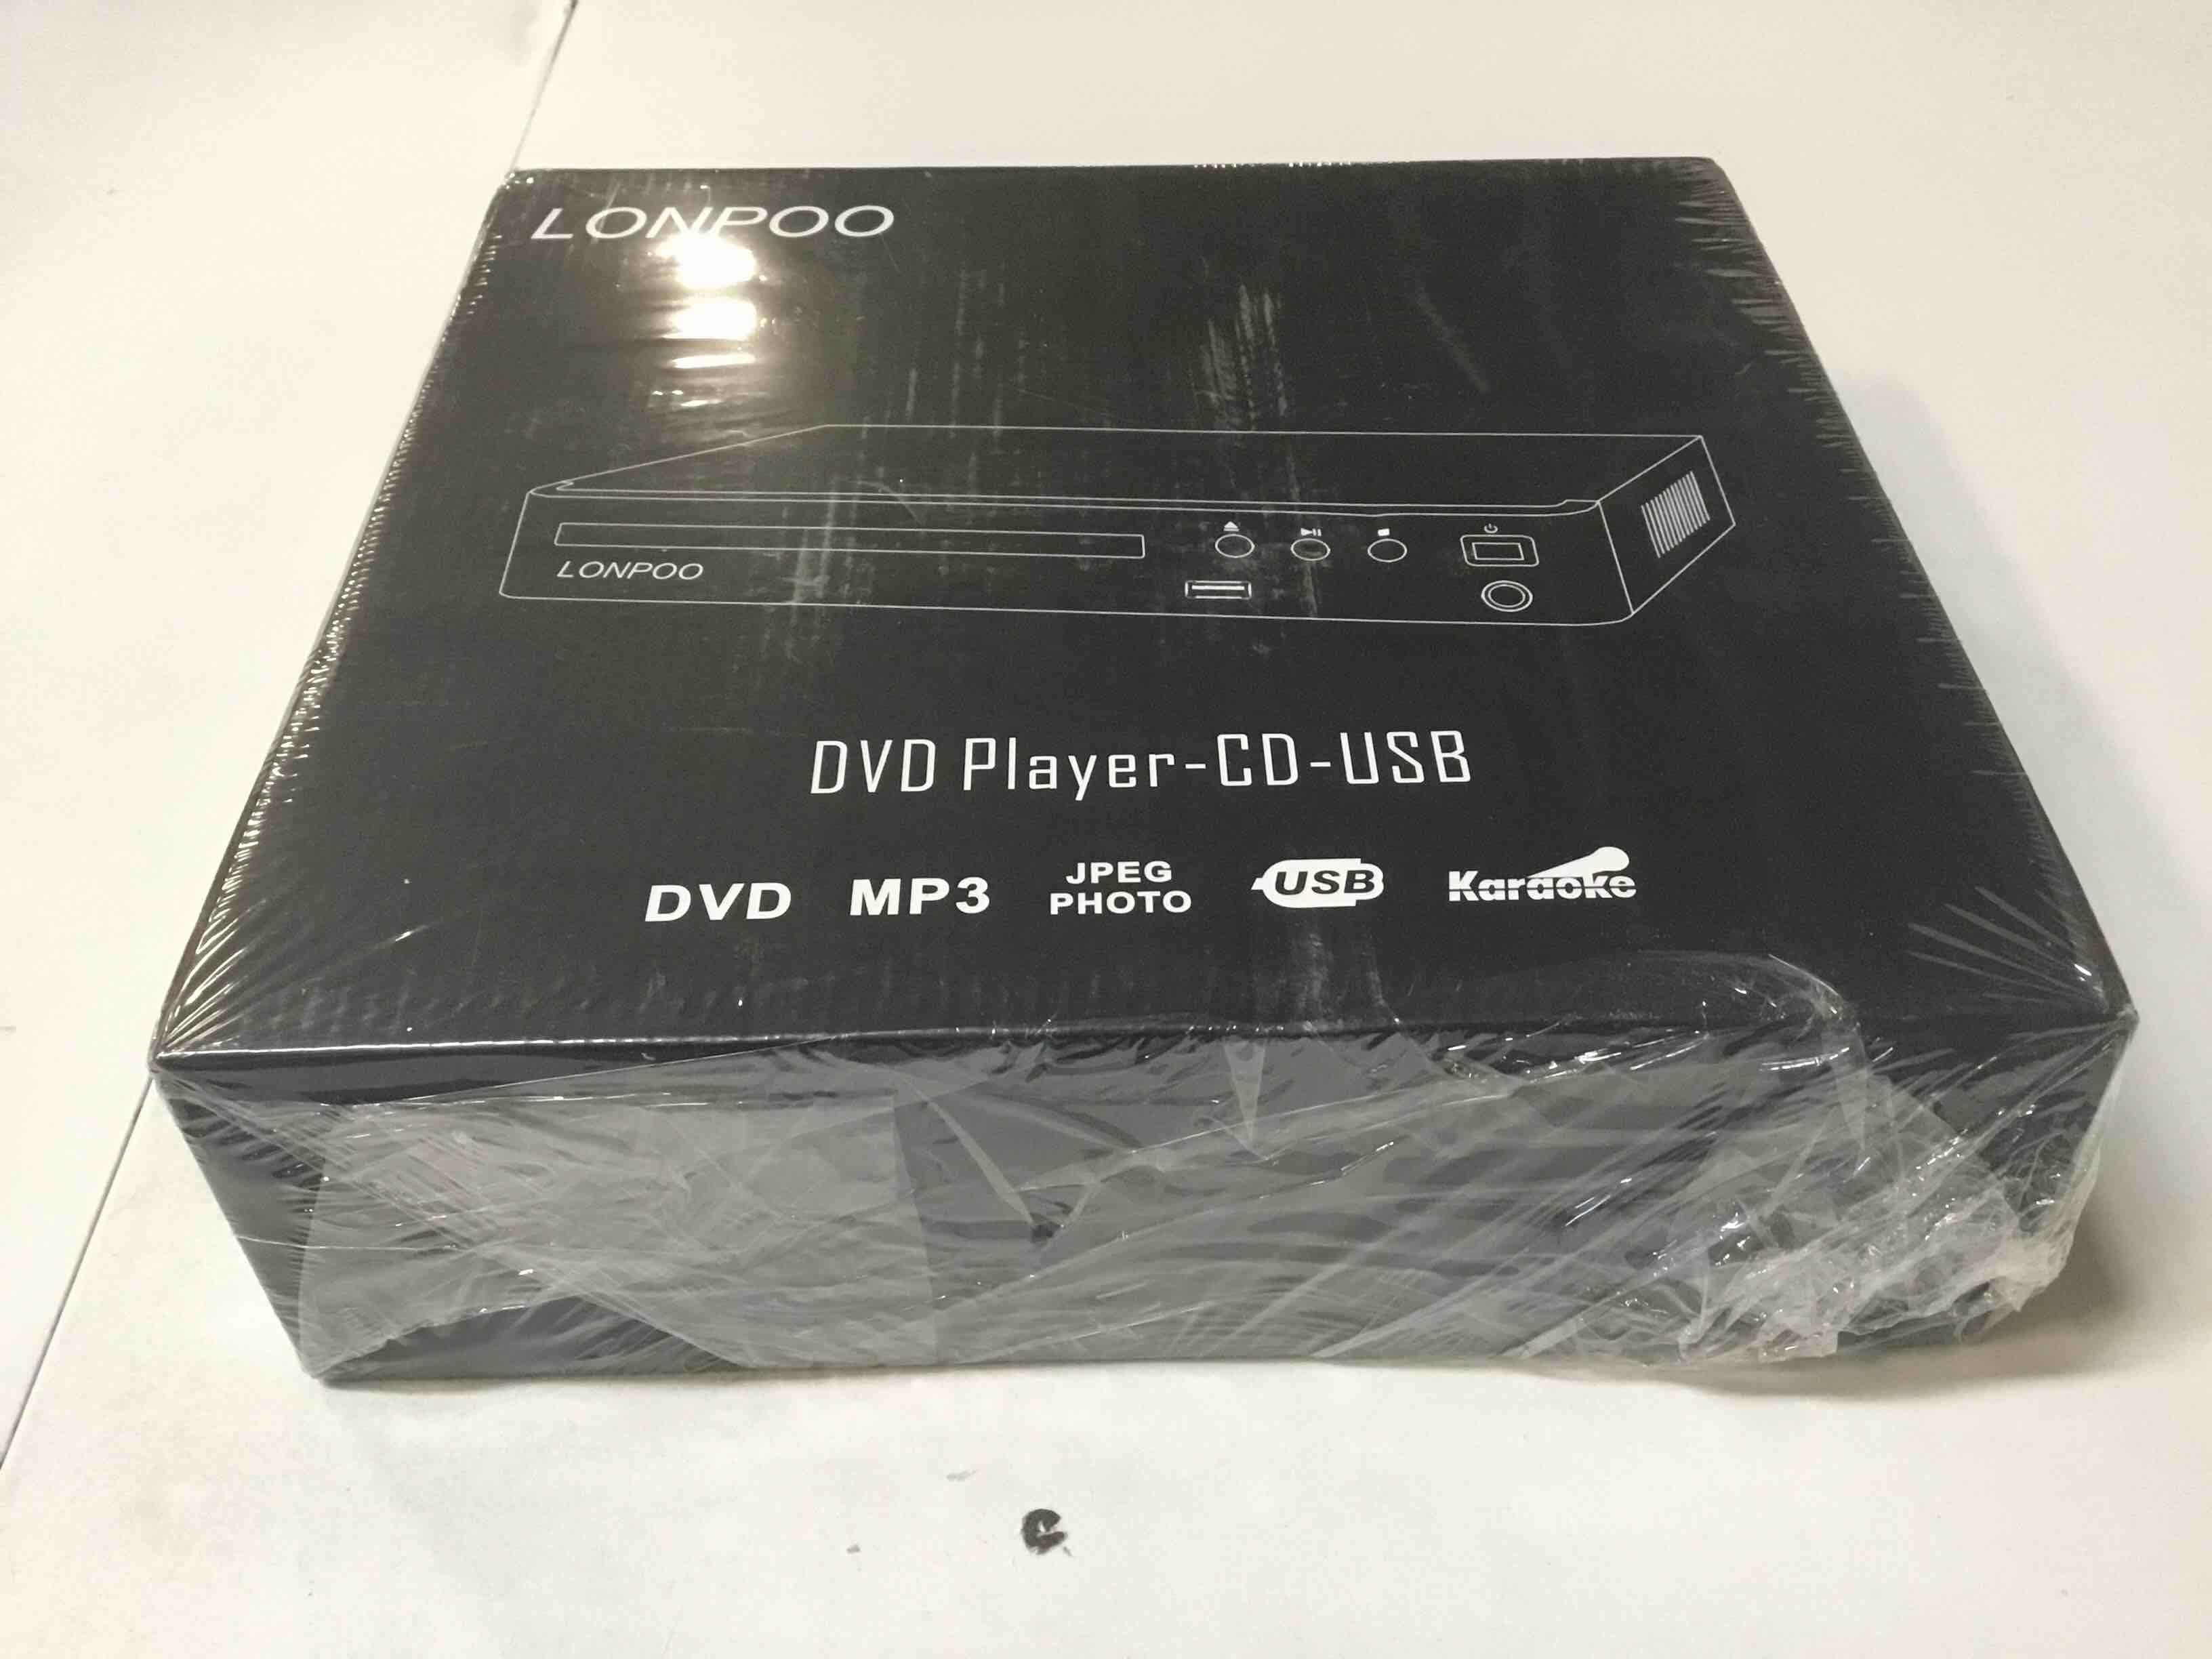 LONPOO
LONPOO
DVD Player-CD-USB
DVD MP3 JPEG PHOTO USB Karaoke